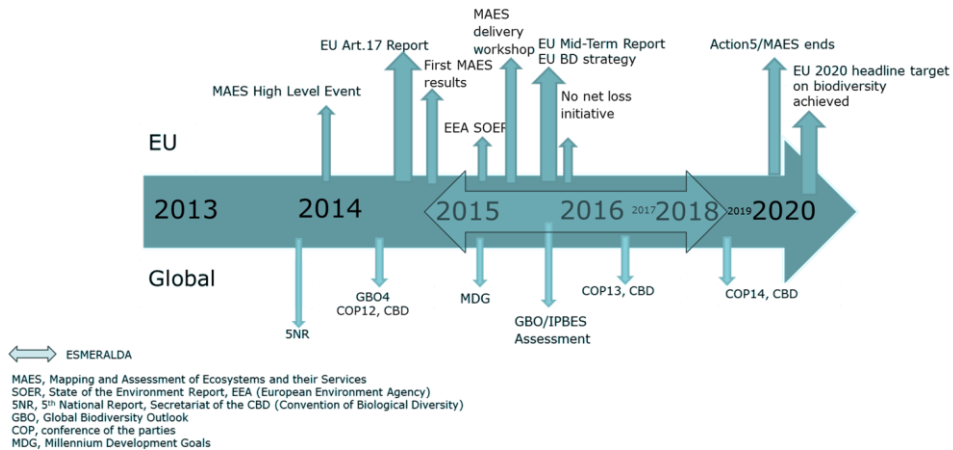 MAES
delivery
workshop
EU Art.17 Report
EU Mid-Term Report
EU BD strategy
Action5/MAES ends
First MAES
results
EU 2020 headline target
on biodiversity
achieved
MAES High Level Event
No net loss
initiative
EEA SOER
EU
2013
2014
2015
2016
2017
2018
2019
2020
Global
GBO4
COP12, CBD
MDG
COP13, CBD
COP14, CBD
5NR
GBO/IPBES
Assessment
ESMERALDA
MAES, Mapping and Assessment of Ecosystems and their Services
SOER, State of the Environment Report, EEA (European Environment Agency)
5NR, 5th National Report, Secretariat of the CBD (Convention of Biological Diversity)
GBO, Global Biodiversity Outlook
COP, conference of the parties
MDG, Millennium Development Goals